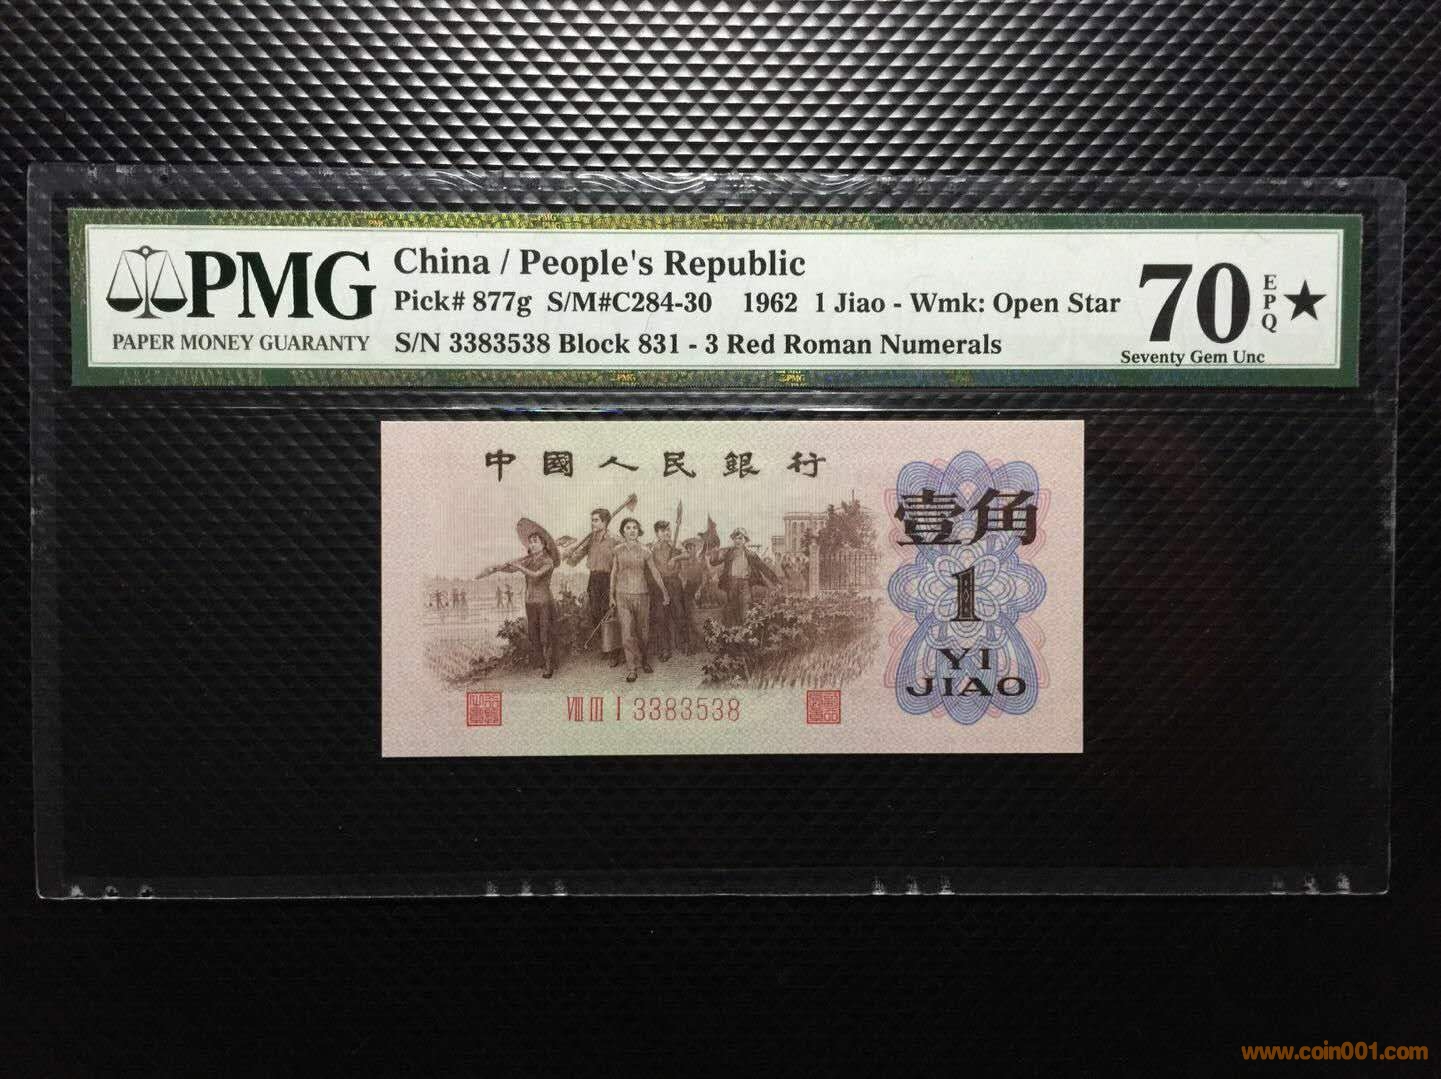 PMG
PAPER MONEY GUARANTY
China / People's Republic
Pick# 877g S/M#C284-30 1962 1 Jiao - Wmk: Open Star
S/N 3383538 Block 831 - 3 Red Roman Numerals
70 EPQ ★
Seventy Gem Unc
中國人民銀行
壹角
1
YI
JIAO
VIII III I 3383538
www.coin001.com